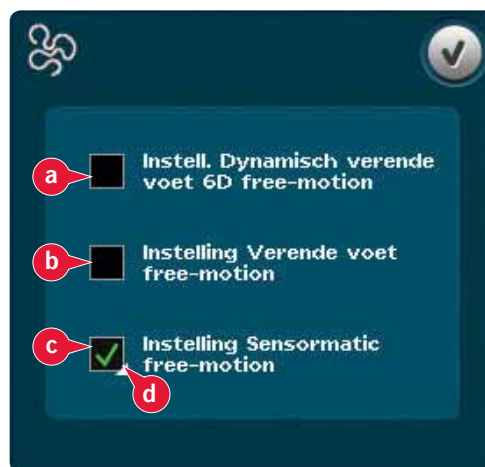 a
Instell. Dynamisch verende
voet 6D free-motion
b
Instelling Verende voet
free-motion
c
Instelling Sensormatic
free-motion
d